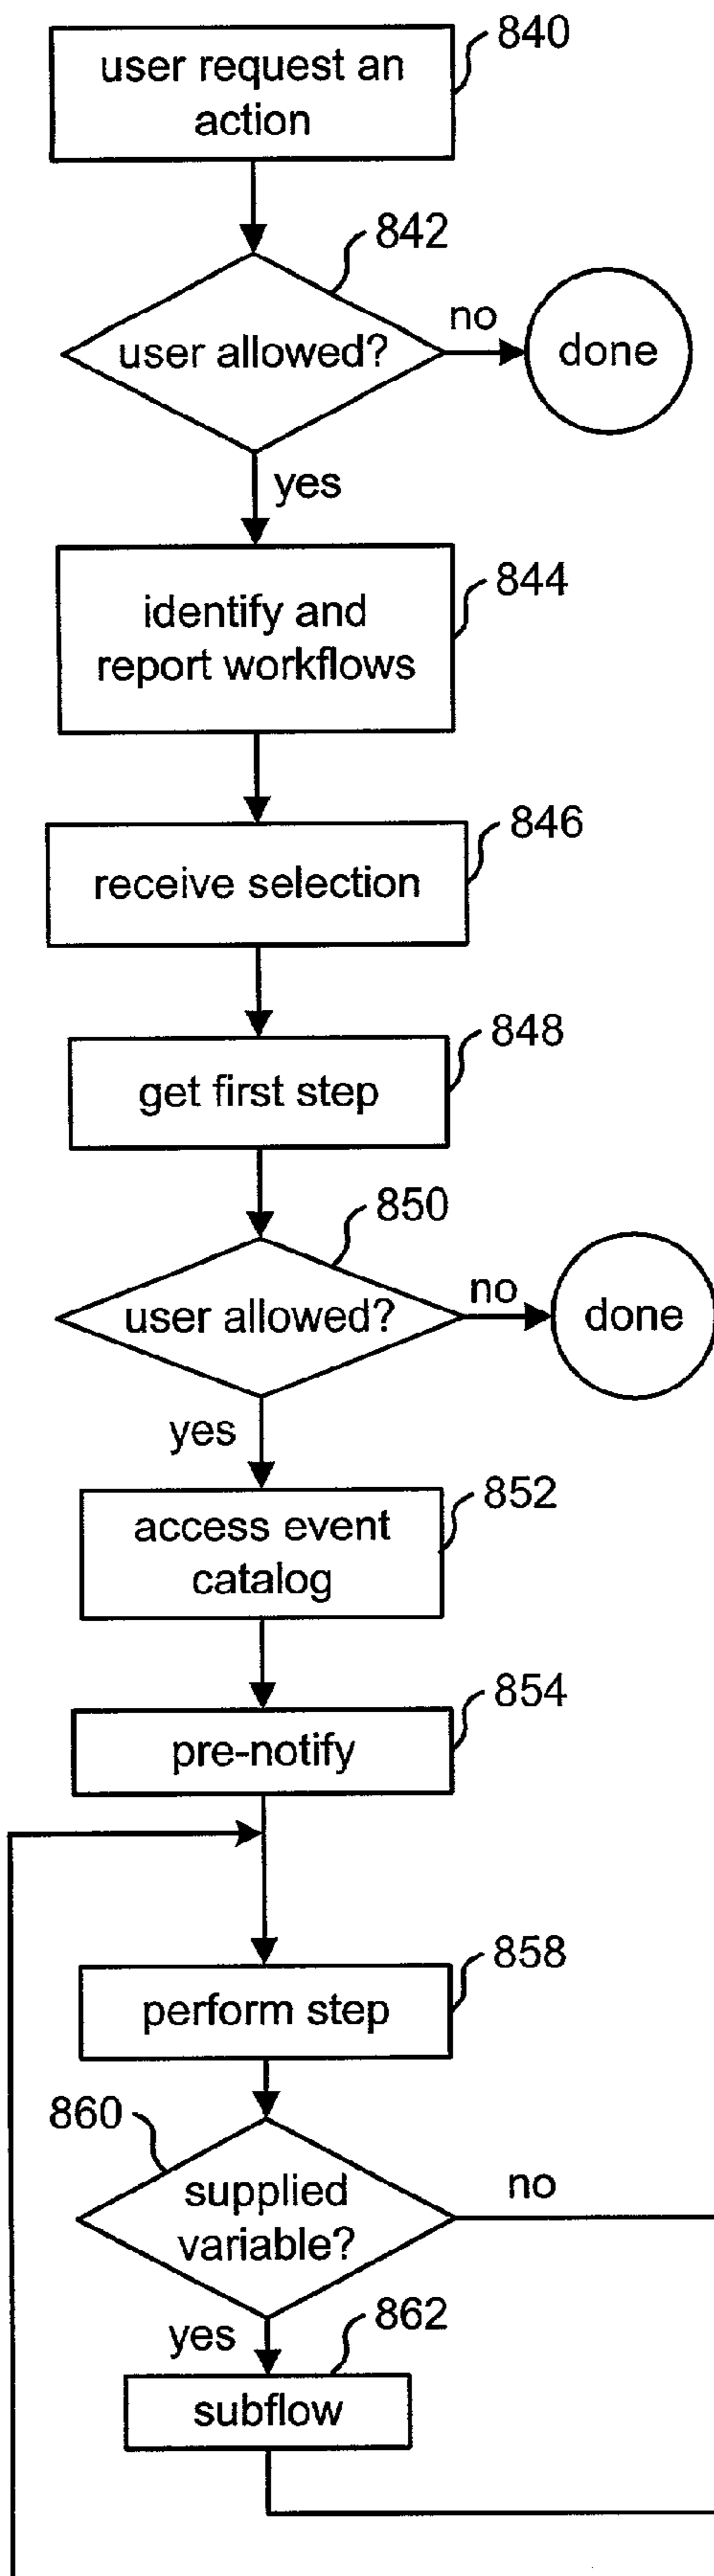 user request an
action
840
842
user allowed?
no
done
yes
identify and
report workflows
844
receive selection
846
get first step
848
850
user allowed?
no
done
yes
access event
catalog
852
pre-notify
854
perform step
858
860
supplied
variable?
no
yes
862
subflow